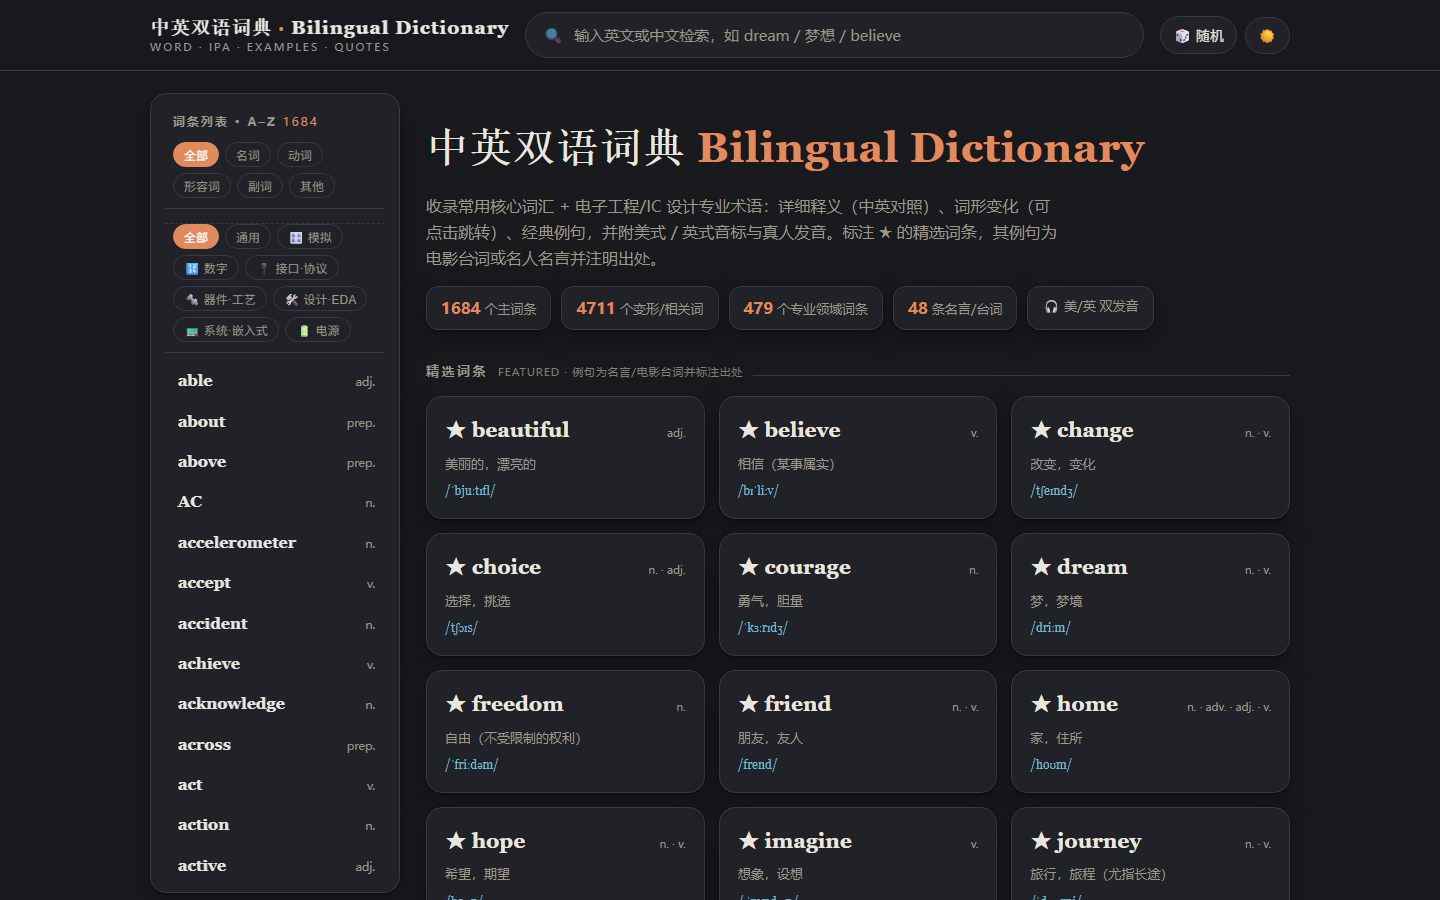 中英双语词典 · Bilingual Dictionary
WORD · IPA · EXAMPLES · QUOTES
输入英文或中文检索，如 dream / 梦想 / believe
随机
词条列表 • A–Z 1684
全部 名词 动词
形容词 副词 其他
全部 通用 模拟
数字 接口·协议
器件·工艺 设计·EDA
系统·嵌入式 电源
able adj.
about prep.
above prep.
AC n.
accelerometer n.
accept v.
accident n.
achieve v.
acknowledge n.
across prep.
act v.
action n.
active adj.
中英双语词典 Bilingual Dictionary
收录常用核心词汇 + 电子工程/IC 设计专业术语：详细释义（中英对照）、词形变化（可
点击跳转）、经典例句，并附美式 / 英式音标与真人发音。标注 ★ 的精选词条，其例句为
电影台词或名人名言并注明出处。
1684 个主词条 4711 个变形/相关词 479 个专业领域词条 48 条名言/台词 美/英 双发音
精选词条 FEATURED · 例句为名言/电影台词并标注出处
★ beautiful adj.
美丽的，漂亮的
/ˈbjuːtɪfl/
★ believe v.
相信（某事属实）
/bɪˈliːv/
★ change n. · v.
改变，变化
/tʃeɪndʒ/
★ choice n. · adj.
选择，挑选
/tʃɔɪs/
★ courage n.
勇气，胆量
/ˈkɜːrɪdʒ/
★ dream n. · v.
梦，梦境
/driːm/
★ freedom n.
自由（不受限制的权利）
/ˈfriːdəm/
★ friend n. · v.
朋友，友人
/frend/
★ home n. · adv. · adj. · v.
家，住所
/hoʊm/
★ hope n. · v.
希望，期望
★ imagine v.
想象，设想
★ journey n. · v.
旅行，旅程（尤指长途）